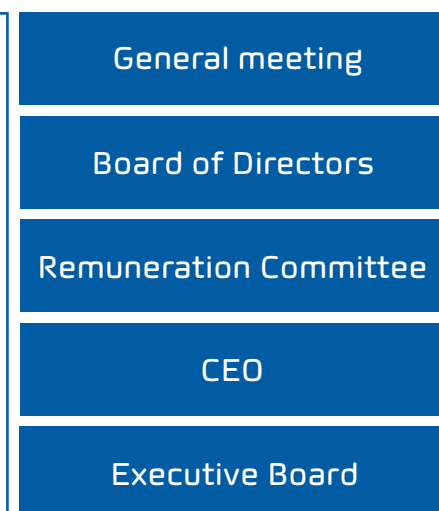 General meeting
Board of Directors
Remuneration Committee
CEO
Executive Board